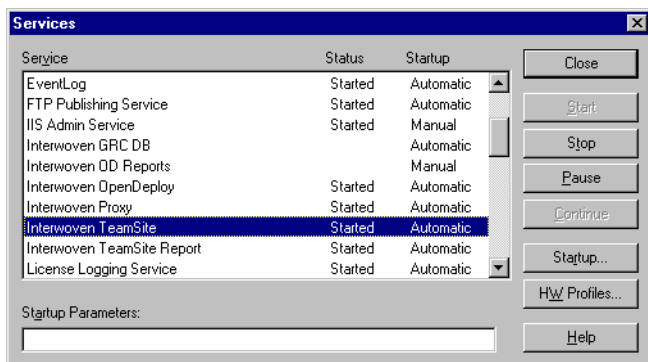 Services
Service Status Startup
EventLog Started Automatic
FTP Publishing Service Started Automatic
IIS Admin Service Started Manual
Interwoven GRC DB Automatic
Interwoven OD Reports Manual
Interwoven OpenDeploy Started Automatic
Interwoven Proxy Started Automatic
Interwoven TeamSite Started Automatic
Interwoven TeamSite Report Started Automatic
License Logging Service Started Automatic
Startup Parameters:
Close
Start
Stop
Pause
Continue
Startup...
HW Profiles...
Help